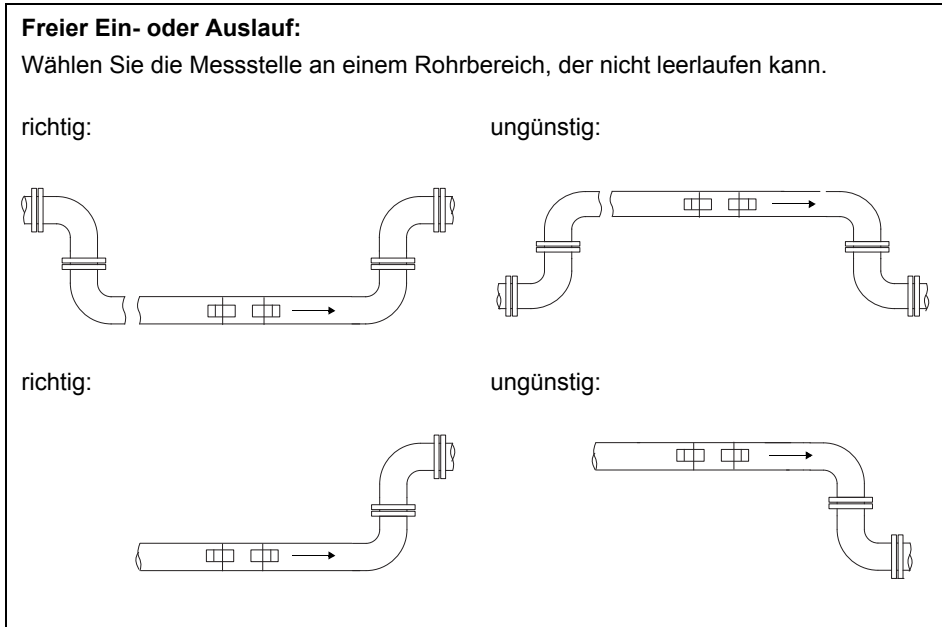 Freier Ein- oder Auslauf:
Wählen Sie die Messstelle an einem Rohrbereich, der nicht leerlaufen kann.
richtig:
ungünstig:
richtig:
ungünstig: